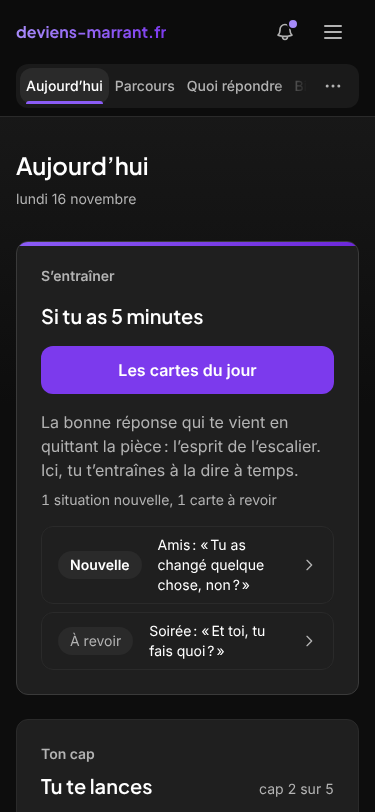 deviens-marrant.fr
Aujourd’hui
Parcours
Quoi répondre
Aujourd’hui
lundi 16 novembre
S’entraîner
Si tu as 5 minutes
Les cartes du jour
La bonne réponse qui te vient en
quittant la pièce : l’esprit de l’escalier.
Ici, tu t’entraînes à la dire à temps.
1 situation nouvelle, 1 carte à revoir
Nouvelle
Amis : « Tu as
changé quelque
chose, non ? »
À revoir
Soirée : « Et toi, tu
fais quoi ? »
Ton cap
Tu te lances
cap 2 sur 5